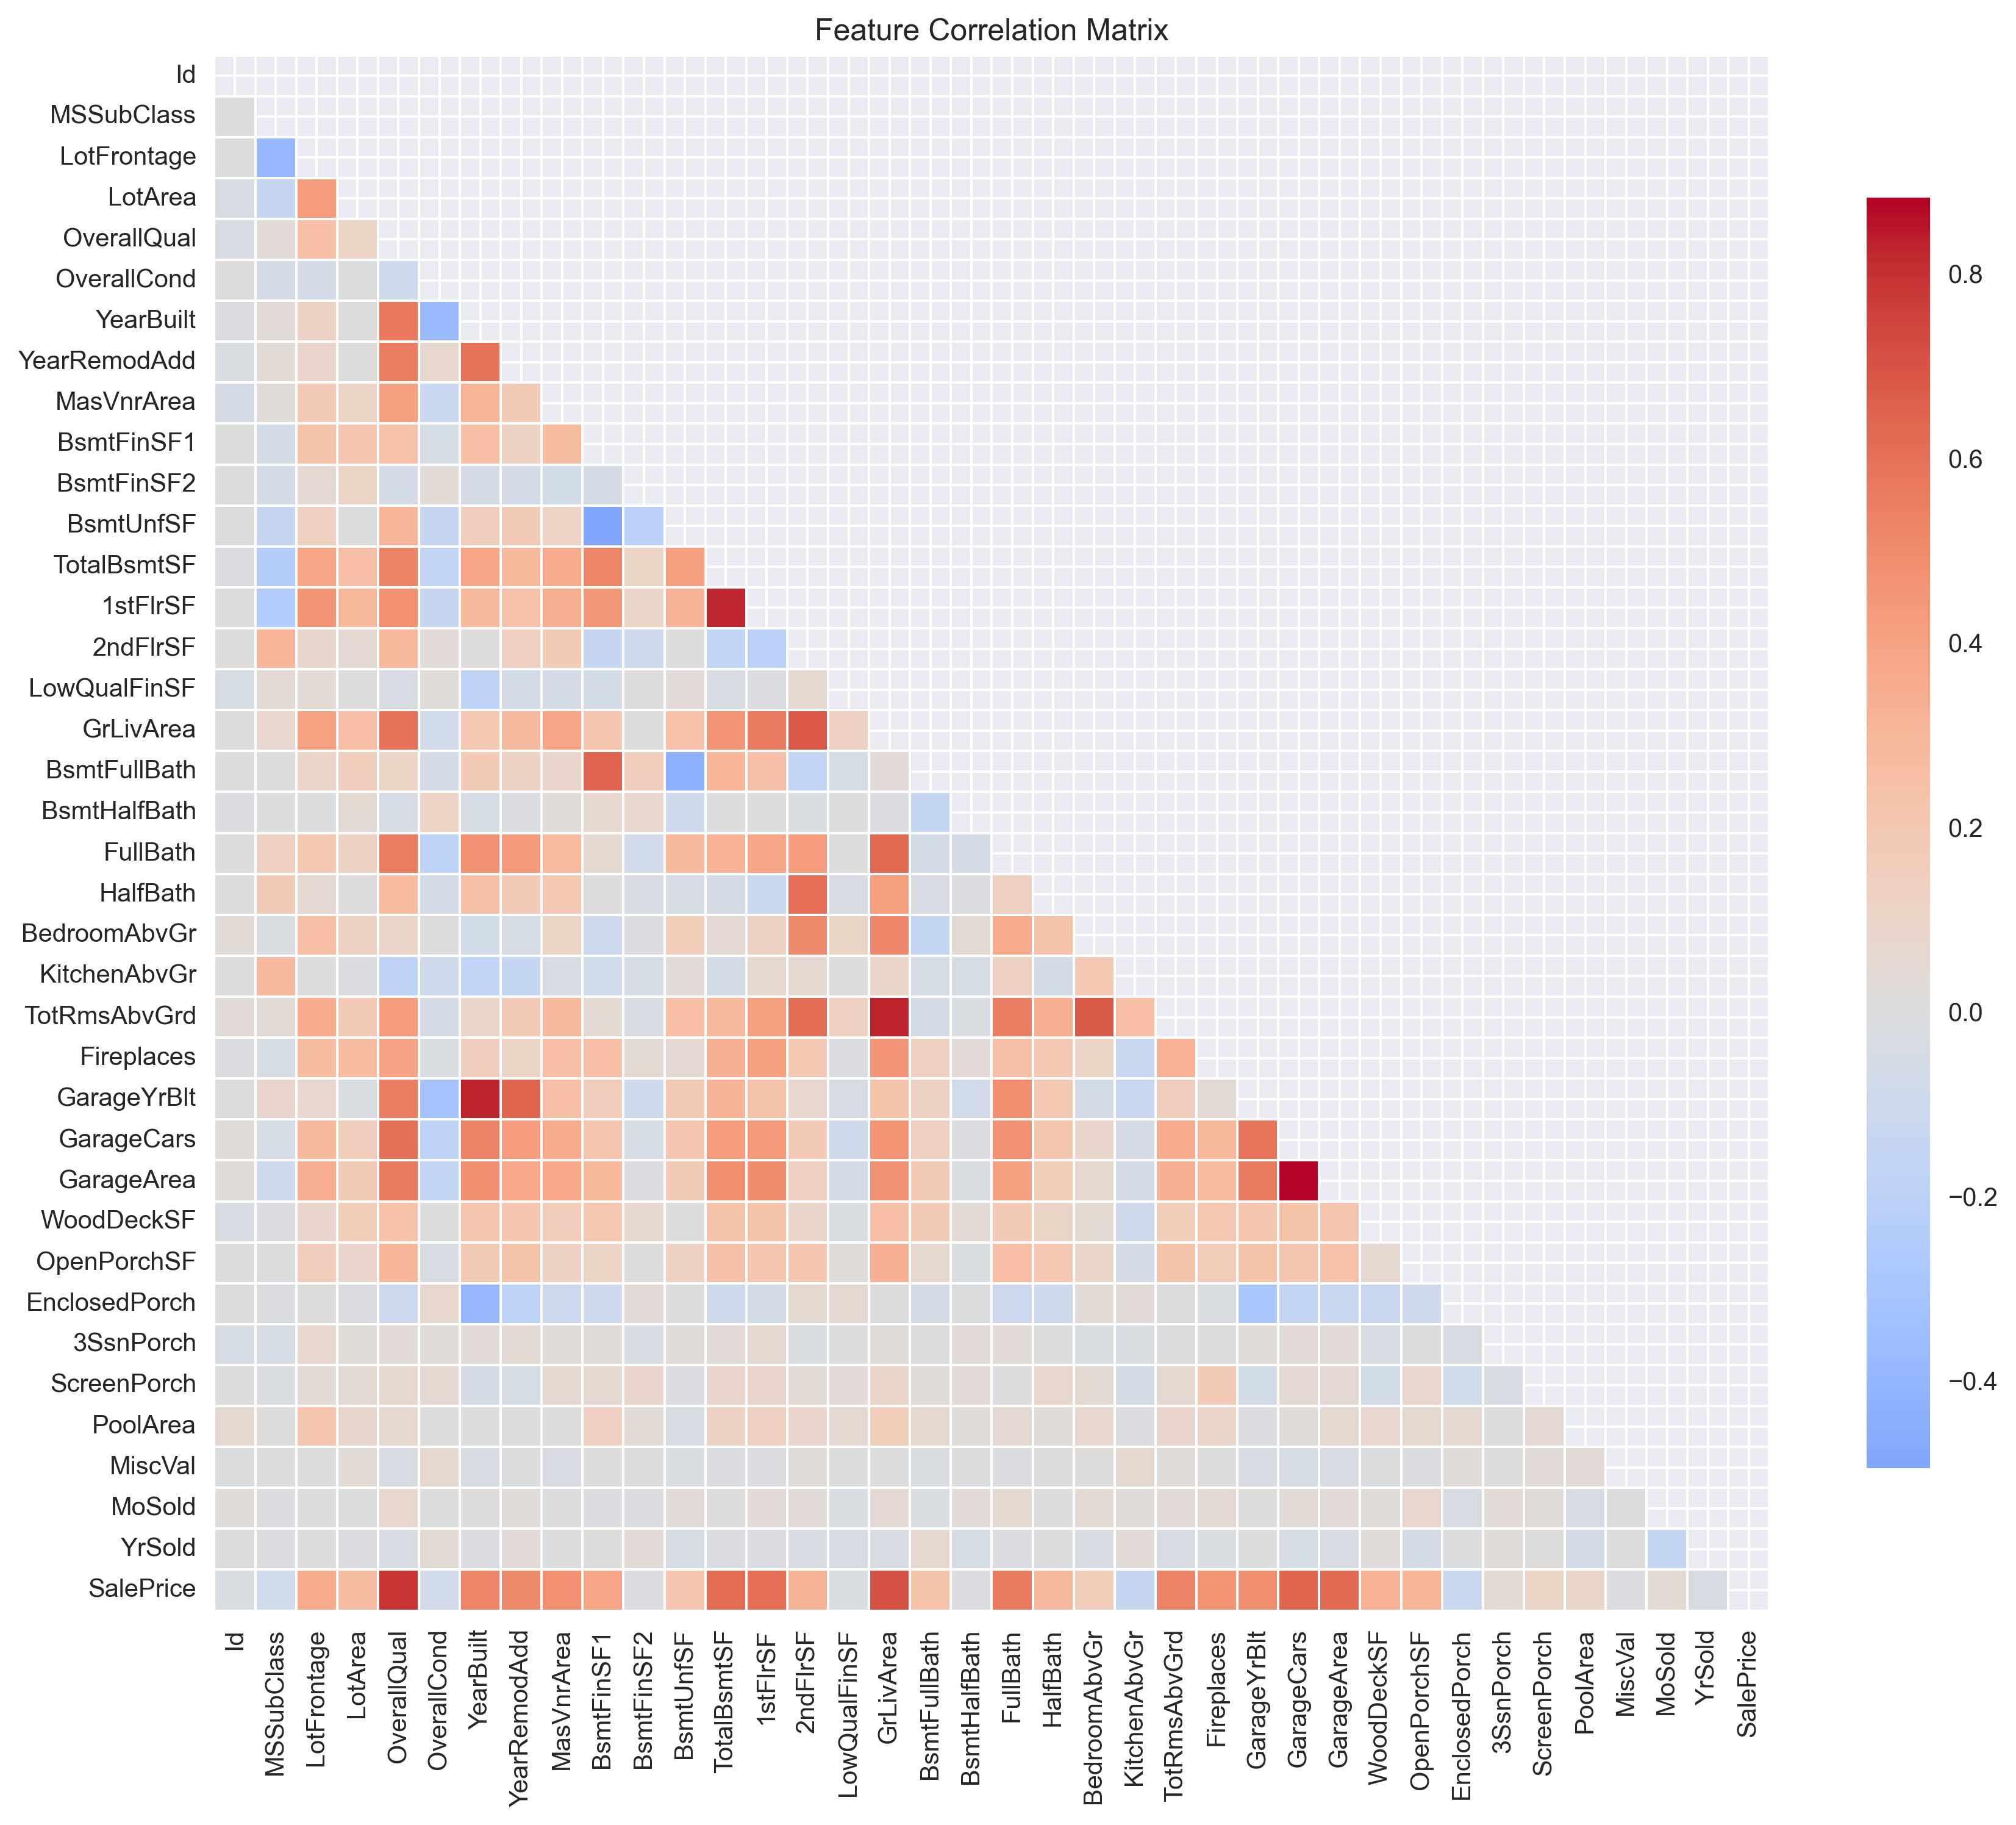 Feature Correlation Matrix
Id
MSSubClass
LotFrontage
LotArea
OverallQual
OverallCond
YearBuilt
YearRemodAdd
MasVnrArea
BsmtFinSF1
BsmtFinSF2
BsmtUnfSF
TotalBsmtSF
1stFlrSF
2ndFlrSF
LowQualFinSF
GrLivArea
BsmtFullBath
BsmtHalfBath
FullBath
HalfBath
BedroomAbvGr
KitchenAbvGr
TotRmsAbvGrd
Fireplaces
GarageYrBlt
GarageCars
GarageArea
WoodDeckSF
OpenPorchSF
EnclosedPorch
3SsnPorch
ScreenPorch
PoolArea
MiscVal
MoSold
YrSold
SalePrice
Id
MSSubClass
LotFrontage
LotArea
OverallQual
OverallCond
YearBuilt
YearRemodAdd
MasVnrArea
BsmtFinSF1
BsmtFinSF2
BsmtUnfSF
TotalBsmtSF
1stFlrSF
2ndFlrSF
LowQualFinSF
GrLivArea
BsmtFullBath
BsmtHalfBath
FullBath
HalfBath
BedroomAbvGr
KitchenAbvGr
TotRmsAbvGrd
Fireplaces
GarageYrBlt
GarageCars
GarageArea
WoodDeckSF
OpenPorchSF
EnclosedPorch
3SsnPorch
ScreenPorch
PoolArea
MiscVal
MoSold
YrSold
SalePrice
0.8
0.6
0.4
0.2
0.0
−0.2
−0.4